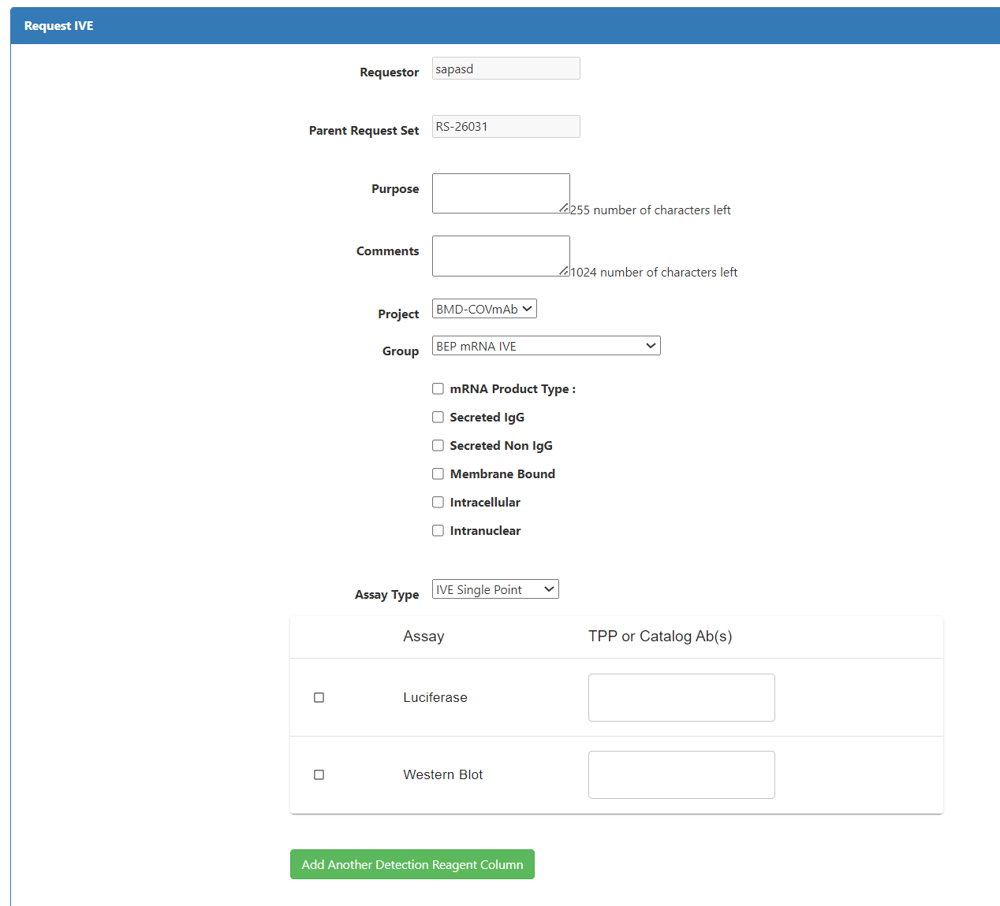 Request IVE
Requestor
sapasd
Parent Request Set
RS-26031
Purpose
255 number of characters left
Comments
1024 number of characters left
Project
BMD-COVmAb
Group
BEP mRNA IVE
mRNA Product Type :
Secreted IgG
Secreted Non IgG
Membrane Bound
Intracellular
Intranuclear
Assay Type
IVE Single Point
Assay TPP or Catalog Ab(s)
Luciferase
Western Blot
Add Another Detection Reagent Column